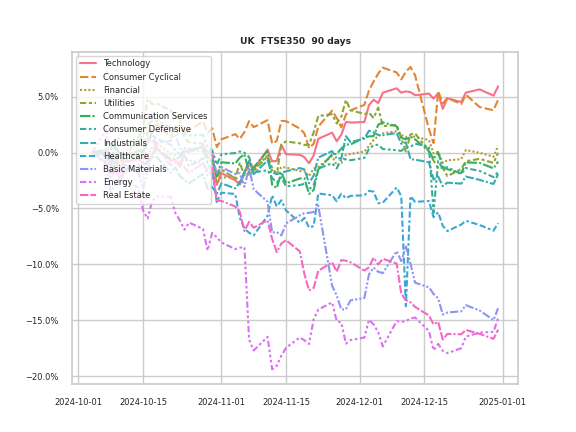 UK  FTSE350  90 days
Technology
Consumer Cyclical
Financial
Utilities
Communication Services
Consumer Defensive
Industrials
Healthcare
Basic Materials
Energy
Real Estate
5.0%
0.0%
−5.0%
−10.0%
−15.0%
−20.0%
2024-10-01 2024-10-15 2024-11-01 2024-11-15 2024-12-01 2024-12-15 2025-01-01